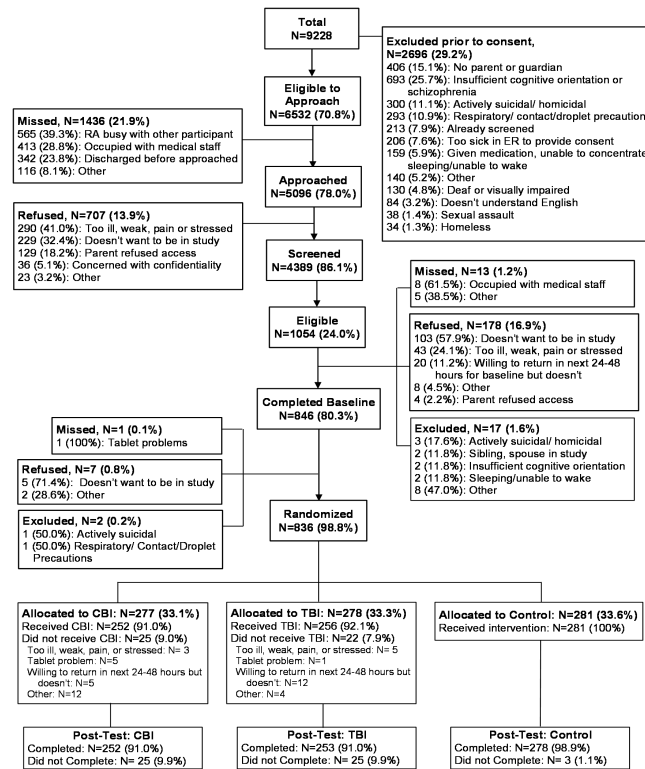 Total
N=9228
Excluded prior to consent,
N=2696 (29.2%)
406 (15.1%): No parent or guardian
693 (25.7%): Insufficient cognitive orientation or
schizophrenia
300 (11.1%): Actively suicidal/ homicidal
293 (10.9%): Respiratory/ contact/droplet precaution
213 (7.9%): Already screened
206 (7.6%): Too sick in ER to provide consent
159 (5.9%): Given medication, unable to concentrate
sleeping/unable to wake
140 (5.2%): Other
130 (4.8%): Deaf or visually impaired
84 (3.2%): Doesn't understand English
38 (1.4%): Sexual assault
34 (1.3%): Homeless
Eligible to
Approach
N=6532 (70.8%)
Missed, N=1436 (21.9%)
565 (39.3%): RA busy with other participant
413 (28.8%): Occupied with medical staff
342 (23.8%): Discharged before approached
116 (8.1%): Other
Approached
N=5096 (78.0%)
Refused, N=707 (13.9%)
290 (41.0%): Too ill, weak, pain or stressed
229 (32.4%): Doesn't want to be in study
129 (18.2%): Parent refused access
36 (5.1%): Concerned with confidentiality
23 (3.2%): Other
Screened
N=4389 (86.1%)
Missed, N=13 (1.2%)
8 (61.5%): Occupied with medical staff
5 (38.5%): Other
Eligible
N=1054 (24.0%)
Refused, N=178 (16.9%)
103 (57.9%): Doesn't want to be in study
43 (24.1%): Too ill, weak, pain or stressed
20 (11.2%): Willing to return in next 24-48
hours for baseline but doesn't
8 (4.5%): Other
4 (2.2%): Parent refused access
Completed Baseline
N=846 (80.3%)
Excluded, N=17 (1.6%)
3 (17.6%): Actively suicidal/ homicidal
2 (11.8%): Sibling, spouse in study
2 (11.8%): Insufficient cognitive orientation
2 (11.8%): Sleeping/unable to wake
8 (47.0%): Other
Missed, N=1 (0.1%)
1 (100%): Tablet problems
Refused, N=7 (0.8%)
5 (71.4%): Doesn't want to be in study
2 (28.6%): Other
Excluded, N=2 (0.2%)
1 (50.0%): Actively suicidal
1 (50.0%) Respiratory/ Contact/Droplet
Precautions
Randomized
N=836 (98.8%)
Allocated to CBI: N=277 (33.1%)
Received CBI: N=252 (91.0%)
Did not receive CBI: N=25 (9.0%)
Too ill, weak, pain, or stressed: N= 3
Tablet problem: N=5
Willing to return in next 24-48 hours but
doesn't: N=5
Other: N=12
Allocated to TBI: N=278 (33.3%)
Received TBI: N=256 (92.1%)
Did not receive TBI: N=22 (7.9%)
Too ill, weak, pain, or stressed: N= 5
Tablet problem: N=1
Willing to return in next 24-48 hours but
doesn't: N=12
Other: N=4
Allocated to Control: N=281 (33.6%)
Received intervention: N=281 (100%)
Post-Test: CBI
Completed: N=252 (91.0%)
Did not Complete: N= 25 (9.9%)
Post-Test: TBI
Completed: N=253 (91.0%)
Did not Complete: N= 25 (9.9%)
Post-Test: Control
Completed: N=278 (98.9%)
Did not Complete: N= 3 (1.1%)